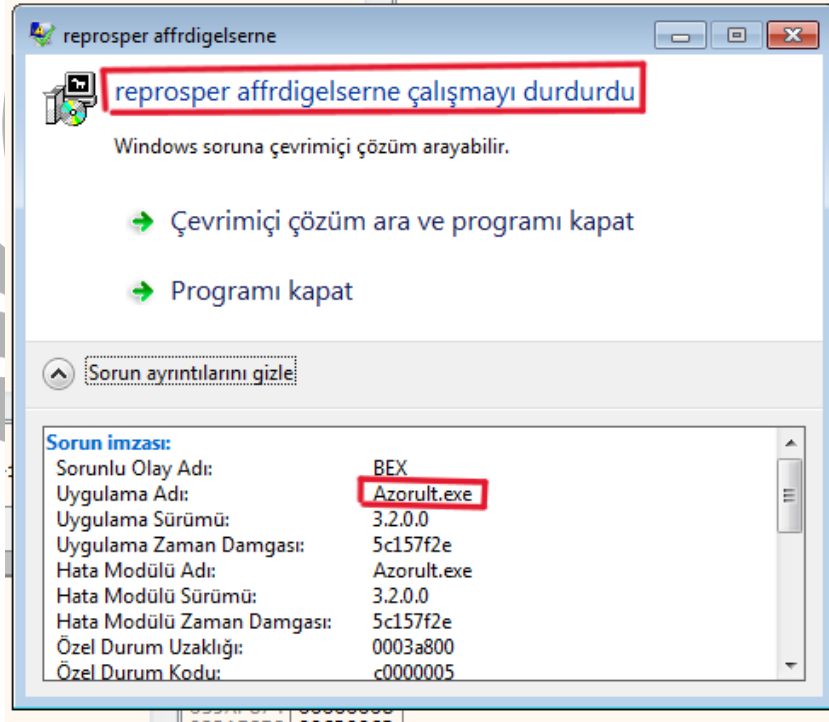 reprosper affrdigelserne
reprosper affrdigelserne çalışmayı durdurdu
Windows soruna çevrimiçi çözüm arayabilir.
Çevrimiçi çözüm ara ve programı kapat
Programı kapat
Sorun ayrıntılarını gizle
Sorun imzası:
Sorunlu Olay Adı: BEX
Uygulama Adı: Azorult.exe
Uygulama Sürümü: 3.2.0.0
Uygulama Zaman Damgası: 5c157f2e
Hata Modülü Adı: Azorult.exe
Hata Modülü Sürümü: 3.2.0.0
Hata Modülü Zaman Damgası: 5c157f2e
Özel Durum Uzaklığı: 0003a800
Özel Durum Kodu: c0000005